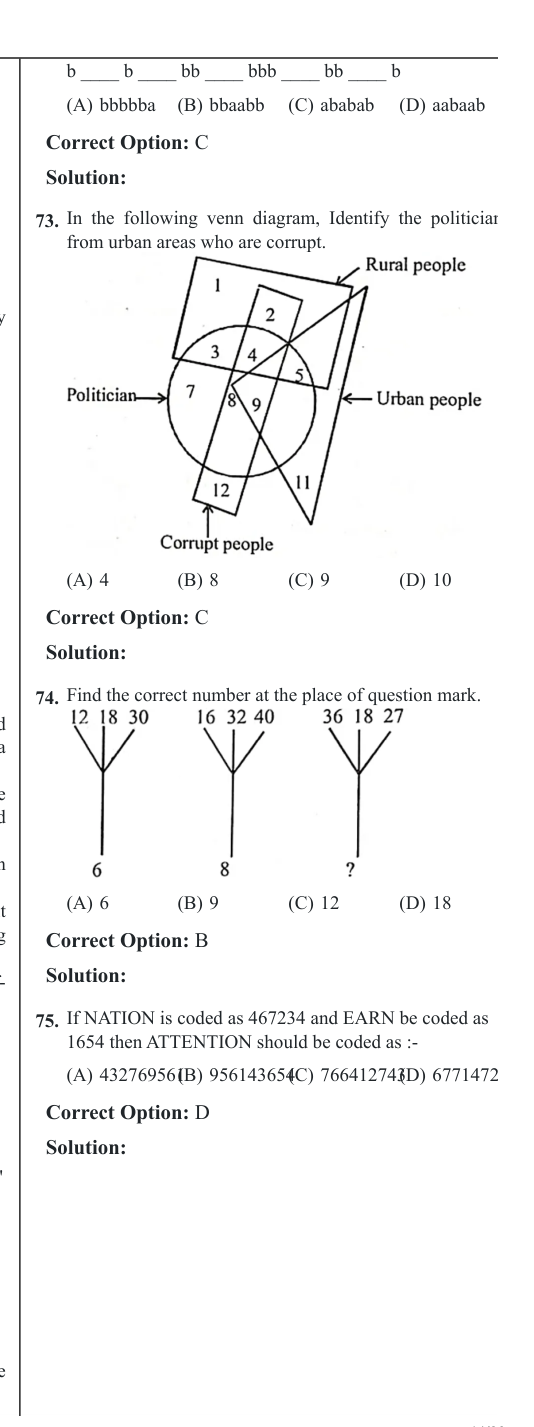 b ____ b ____ bb ____ bbb ____ bb ____ b
(A) bbbbba (B) bbaabb (C) ababab (D) aabaab
Correct Option: C
Solution:
73. In the following venn diagram, Identify the politician
from urban areas who are corrupt.
Rural people
1
2
3 4
5
Politician
7
8 9
Urban people
11
12
Corrupt people
(A) 4 (B) 8 (C) 9 (D) 10
Correct Option: C
Solution:
74. Find the correct number at the place of question mark.
12 18 30 16 32 40 36 18 27
6 8 ?
(A) 6 (B) 9 (C) 12 (D) 18
Correct Option: B
Solution:
75. If NATION is coded as 467234 and EARN be coded as
1654 then ATTENTION should be coded as :-
(A) 432769561 (B) 956143654 (C) 766412743 (D) 6771472
Correct Option: D
Solution: